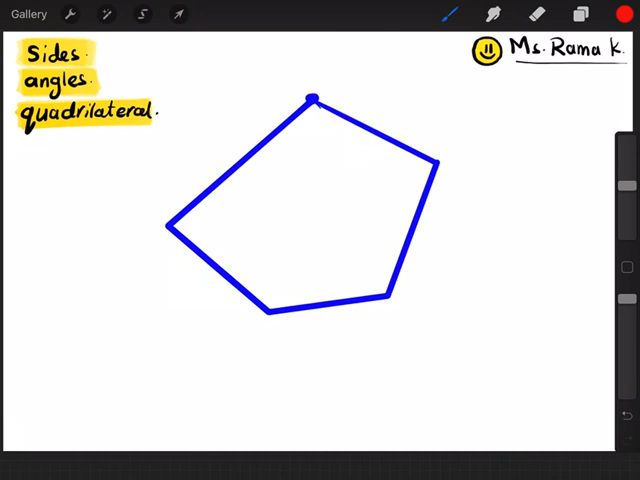 Gallery
Sides.
angles.
quadrilateral.
Ms. Rama K.